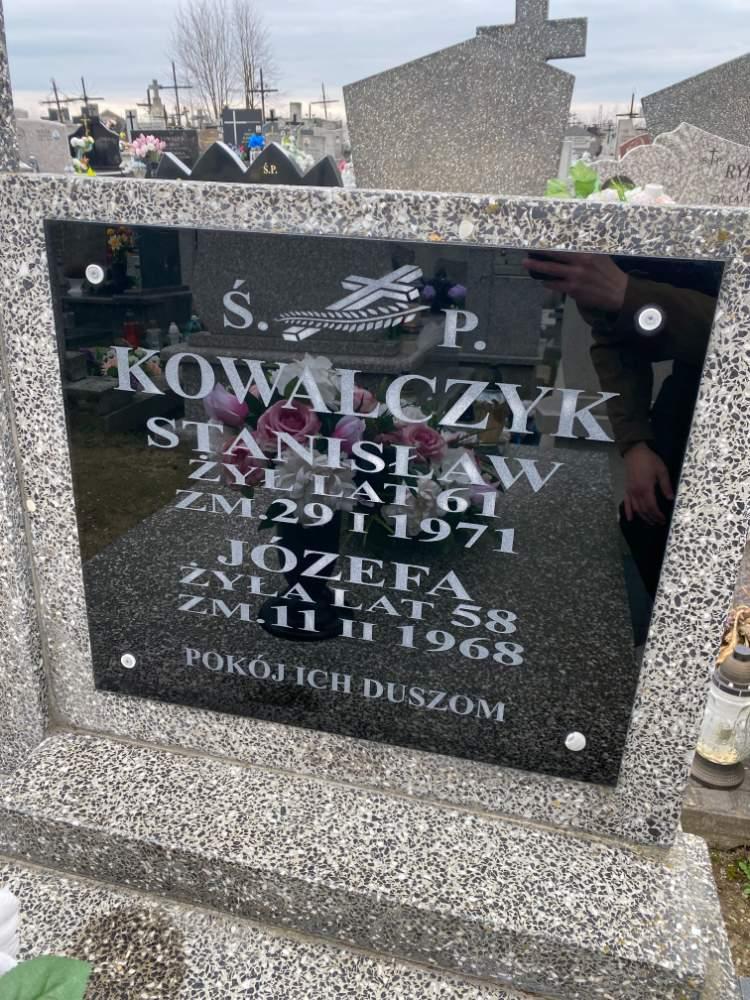 Ś. P.
KOWALCZYK
STANISŁAW
ŻYŁ LAT 61
ZM.29 I 1971
JÓZEFA
ŻYŁA LAT 58
ZM.11 II 1968
POKÓJ ICH DUSZOM
Ś.P.
RY